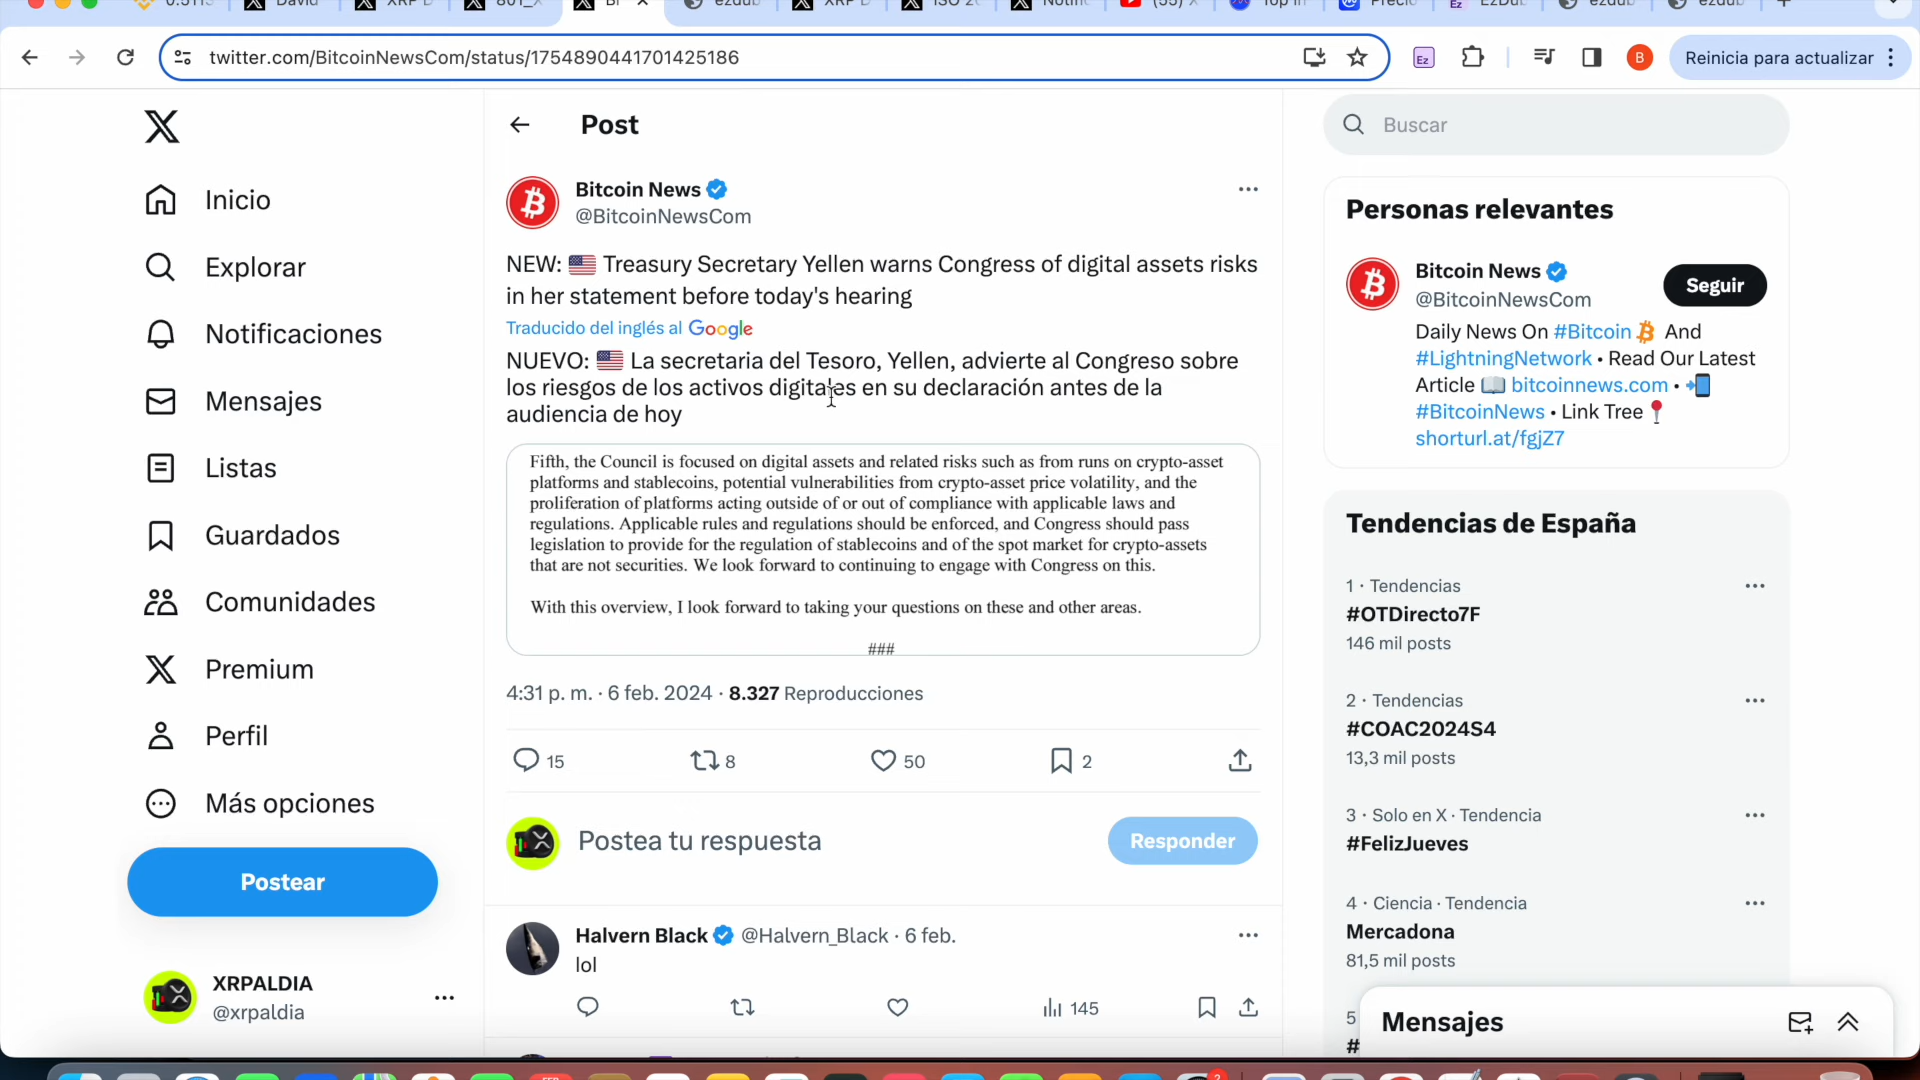 David
twitter.com/BitcoinNewsCom/status/1754890441701425186
Ez
B
Reinicia para actualizar
Post
Buscar
Inicio
Explorar
Notificaciones
Mensajes
Listas
Guardados
Comunidades
Premium
Perfil
Más opciones
Postear
XRPALDIA
@xrpaldia
Bitcoin News
@BitcoinNewsCom
NEW: 🇺🇸 Treasury Secretary Yellen warns Congress of digital assets risks
in her statement before today's hearing
Traducido del inglés al Google
NUEVO: 🇺🇸 La secretaria del Tesoro, Yellen, advierte al Congreso sobre
los riesgos de los activos digitales en su declaración antes de la
audiencia de hoy
Fifth, the Council is focused on digital assets and related risks such as from runs on crypto-asset
platforms and stablecoins, potential vulnerabilities from crypto-asset price volatility, and the
proliferation of platforms acting outside of or out of compliance with applicable laws and
regulations. Applicable rules and regulations should be enforced, and Congress should pass
legislation to provide for the regulation of stablecoins and of the spot market for crypto-assets
that are not securities. We look forward to continuing to engage with Congress on this.
With this overview, I look forward to taking your questions on these and other areas.
###
4:31 p. m. · 6 feb. 2024 · 8.327 Reproducciones
15
8
50
2
Postea tu respuesta
Responder
Halvern Black @Halvern_Black · 6 feb.
lol
145
Personas relevantes
Bitcoin News
@BitcoinNewsCom
Seguir
Daily News On #Bitcoin And
#LightningNetwork • Read Our Latest
Article 📖 bitcoinnews.com • 📲
#BitcoinNews • Link Tree 📍
shorturl.at/fgjZ7
Tendencias de España
1 · Tendencias
#OTDirecto7F
146 mil posts
2 · Tendencias
#COAC2024S4
13,3 mil posts
3 · Solo en X · Tendencia
#FelizJueves
4 · Ciencia · Tendencia
Mercadona
81,5 mil posts
5
#
Mensajes
2